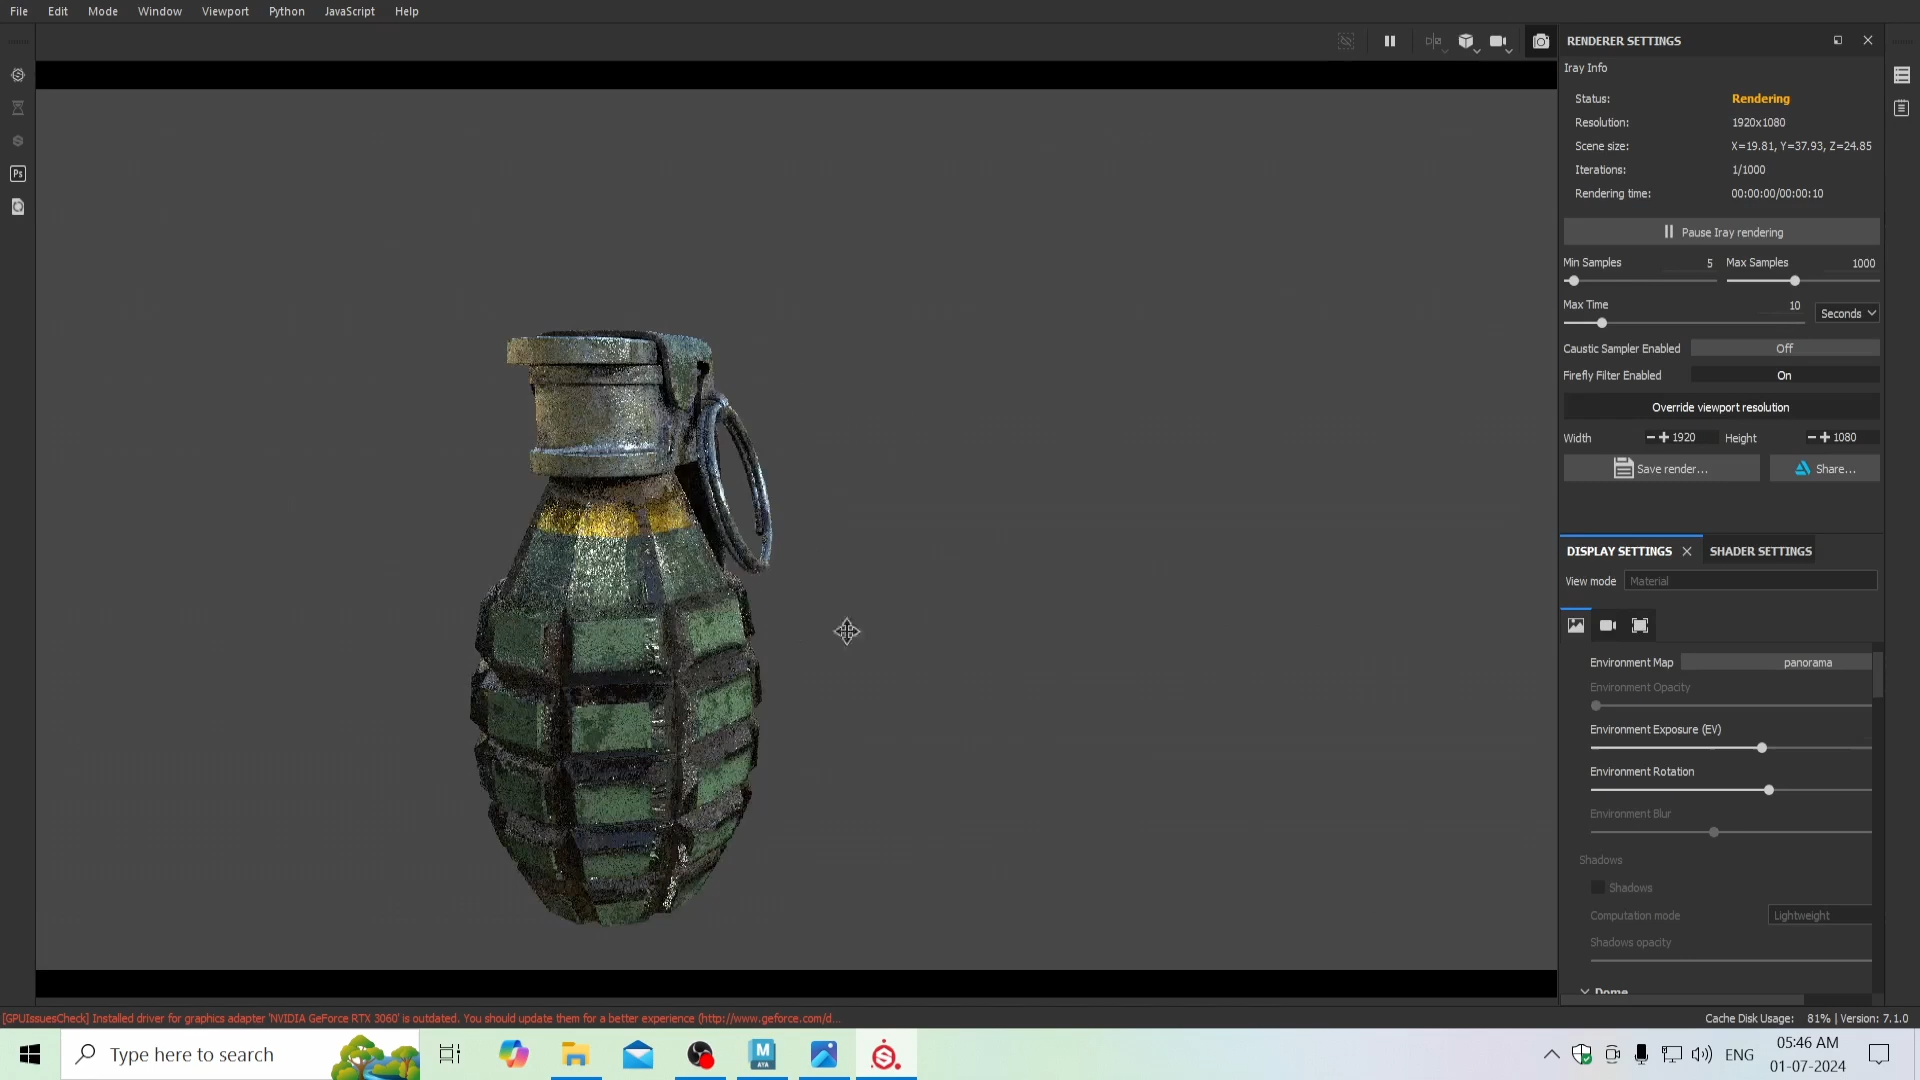 File Edit Mode Window Viewport Python JavaScript Help
RENDERER SETTINGS
Iray Info
Status: Rendering
Resolution: 1920x1080
Scene size: X=19.81, Y=37.93, Z=24.85
Iterations: 1/1000
Rendering time: 00:00:00/00:00:10
Pause Iray rendering
Min Samples 5 Max Samples 1000
Max Time 10 Seconds
Caustic Sampler Enabled Off
Firefly Filter Enabled On
Override viewport resolution
Width 1920 Height 1080
Save render... Share...
DISPLAY SETTINGS SHADER SETTINGS
View mode Material
Environment Map panorama
Environment Opacity
Environment Exposure (EV)
Environment Rotation
Environment Blur
Shadows
Shadows
Computation mode Lightweight
Shadows opacity
Dome
Ps
[GPUIssuesCheck] Installed driver for graphics adapter 'NVIDIA GeForce RTX 3060' is outdated. You should update them for a better experience (http://www.geforce.com/d...
Cache Disk Usage: 81% | Version: 7.1.0
Type here to search
M
AYA
ENG
05:46 AM
01-07-2024